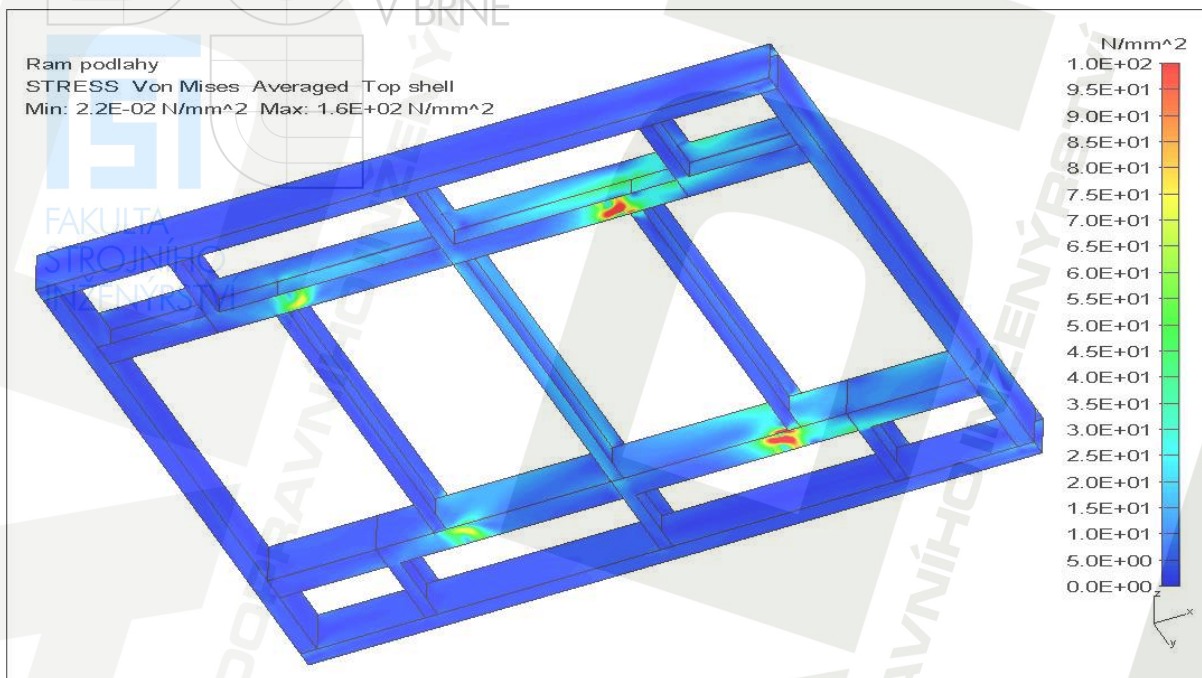 V BRNĚ
Ram podlahy
STRESS Von Mises Averaged Top shell
Min: 2.2E-02 N/mm^2 Max: 1.6E+02 N/mm^2
FAKULTA
STROJNÍHO
INŽENÝRSTVÍ
DOPRAVNÍHO INŽENÝRSTVÍ
N/mm^2
1.0E+02
9.5E+01
9.0E+01
8.5E+01
8.0E+01
7.5E+01
7.0E+01
6.5E+01
6.0E+01
5.5E+01
5.0E+01
4.5E+01
4.0E+01
3.5E+01
3.0E+01
2.5E+01
2.0E+01
1.5E+01
1.0E+01
5.0E+00
0.0E+00
z
x
y